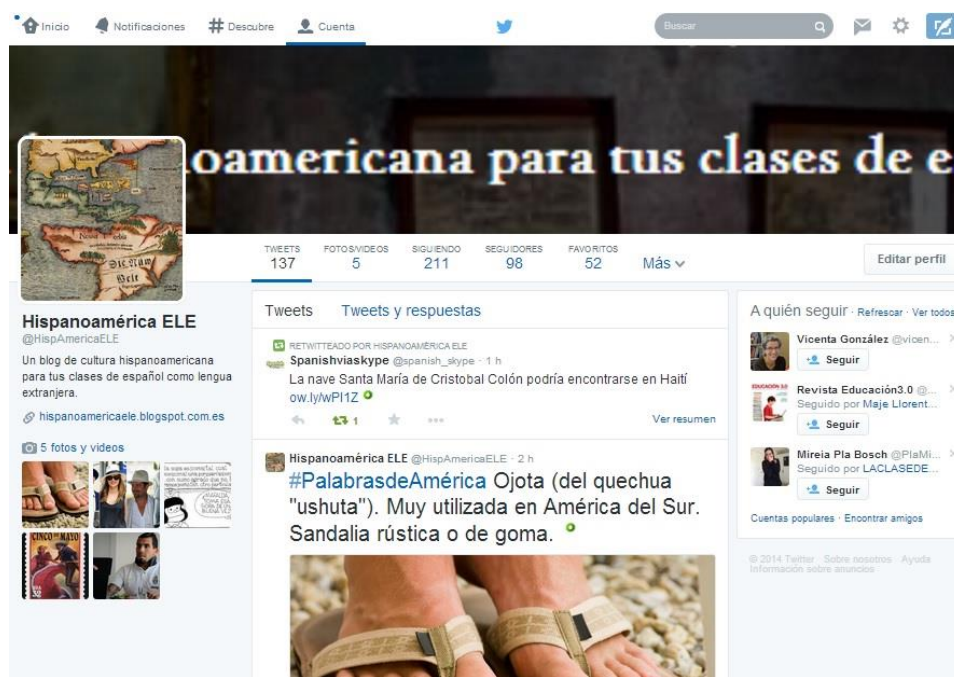 Inicio Notificaciones Descubre Cuenta Buscar
oamericana para tus clases de e
TWEETS FOTOS/VIDEOS SIGUIENDO SEGUIDORES FAVORITOS
137 5 211 98 52 Más
Editar perfil
Hispanoamérica ELE
@HispAmericaELE
Un blog de cultura hispanoamericana
para tus clases de español como lengua
extranjera.
hispanoamericaele.blogspot.com.es
5 fotos y videos
CINCO DE MAYO
USA
32
Tweets Tweets y respuestas
RETWITTEADO POR HISPANOAMÉRICA ELE
Spanishviaskype @spanish_skype · 1 h
La nave Santa María de Cristobal Colón podría encontrarse en Haití
ow.ly/wPI1Z
1 Ver resumen
Hispanoamérica ELE @HispAmericaELE · 2 h
#PalabrasdeAmérica Ojota (del quechua
"ushuta"). Muy utilizada en América del Sur.
Sandalia rústica o de goma.
A quién seguir · Refrescar · Ver todos
Vicenta González @vicen...
Seguir
Revista Educación3.0 @...
Seguido por Maje Llorent...
Seguir
Mireia Pla Bosch @PlaMi...
Seguido por LACLASEDE...
Seguir
Cuentas populares · Encontrar amigos
© 2014 Twitter Sobre nosotros Ayuda
Información sobre anuncios